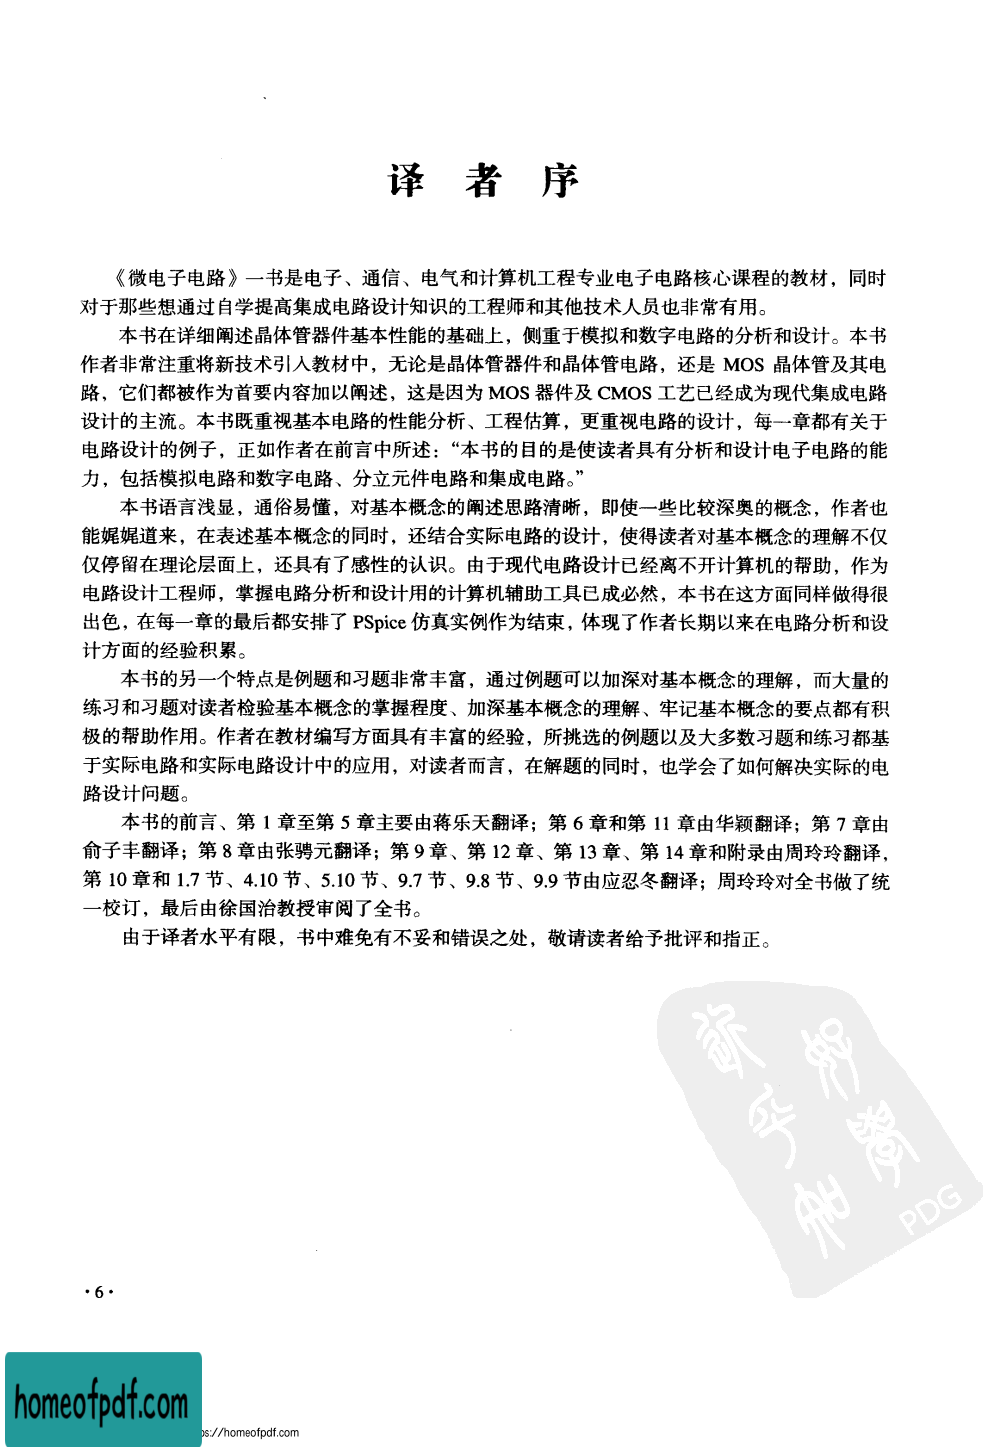 译 者 序
《微电子电路》一书是电子、通信、电气和计算机工程专业电子电路核心课程的教材，同时
对于那些想通过自学提高集成电路设计知识的工程师和其他技术人员也非常有用。
本书在详细阐述晶体管器件基本性能的基础上，侧重于模拟和数字电路的分析和设计。本书
作者非常注重将新技术引入教材中，无论是晶体管器件和晶体管电路，还是 MOS 晶体管及其电
路，它们都被作为首要内容加以阐述，这是因为 MOS 器件及 CMOS 工艺已经成为现代集成电路
设计的主流。本书既重视基本电路的性能分析、工程估算，更重视电路的设计，每一章都有关于
电路设计的例子，正如作者在前言中所述：“本书的目的是使读者具有分析和设计电子电路的能
力，包括模拟电路和数字电路、分立元件电路和集成电路。”
本书语言浅显，通俗易懂，对基本概念的阐述思路清晰，即使一些比较深奥的概念，作者也
能娓娓道来，在表述基本概念的同时，还结合实际电路的设计，使得读者对基本概念的理解不仅
仅停留在理论层面上，还具有了感性的认识。由于现代电路设计已经离不开计算机的帮助，作为
电路设计工程师，掌握电路分析和设计用的计算机辅助工具已成必然，本书在这方面同样做得很
出色，在每一章的最后都安排了 PSpice 仿真实例作为结束，体现了作者长期以来在电路分析和设
计方面的经验积累。
本书的另一个特点是例题和习题非常丰富，通过例题可以加深对基本概念的理解，而大量的
练习和习题对读者检验基本概念的掌握程度、加深基本概念的理解、牢记基本概念的要点都有积
极的帮助作用。作者在教材编写方面具有丰富的经验，所挑选的例题以及大多数习题和练习都基
于实际电路和实际电路设计中的应用，对读者而言，在解题的同时，也学会了如何解决实际的电
路设计问题。
本书的前言、第 1 章至第 5 章主要由蒋乐天翻译；第 6 章和第 11 章由华颖翻译；第 7 章由
俞子丰翻译；第 8 章由张骋元翻译；第 9 章、第 12 章、第 13 章、第 14 章和附录由周玲玲翻译，
第 10 章和 1.7 节、4.10 节、5.10 节、9.7 节、9.8 节、9.9 节由应忍冬翻译；周玲玲对全书做了统
一校订，最后由徐国治教授审阅了全书。
由于译者水平有限，书中难免有不妥和错误之处，敬请读者给予批评和指正。
PDG
·6·
homeofpdf.com
ps://homeofpdf.com